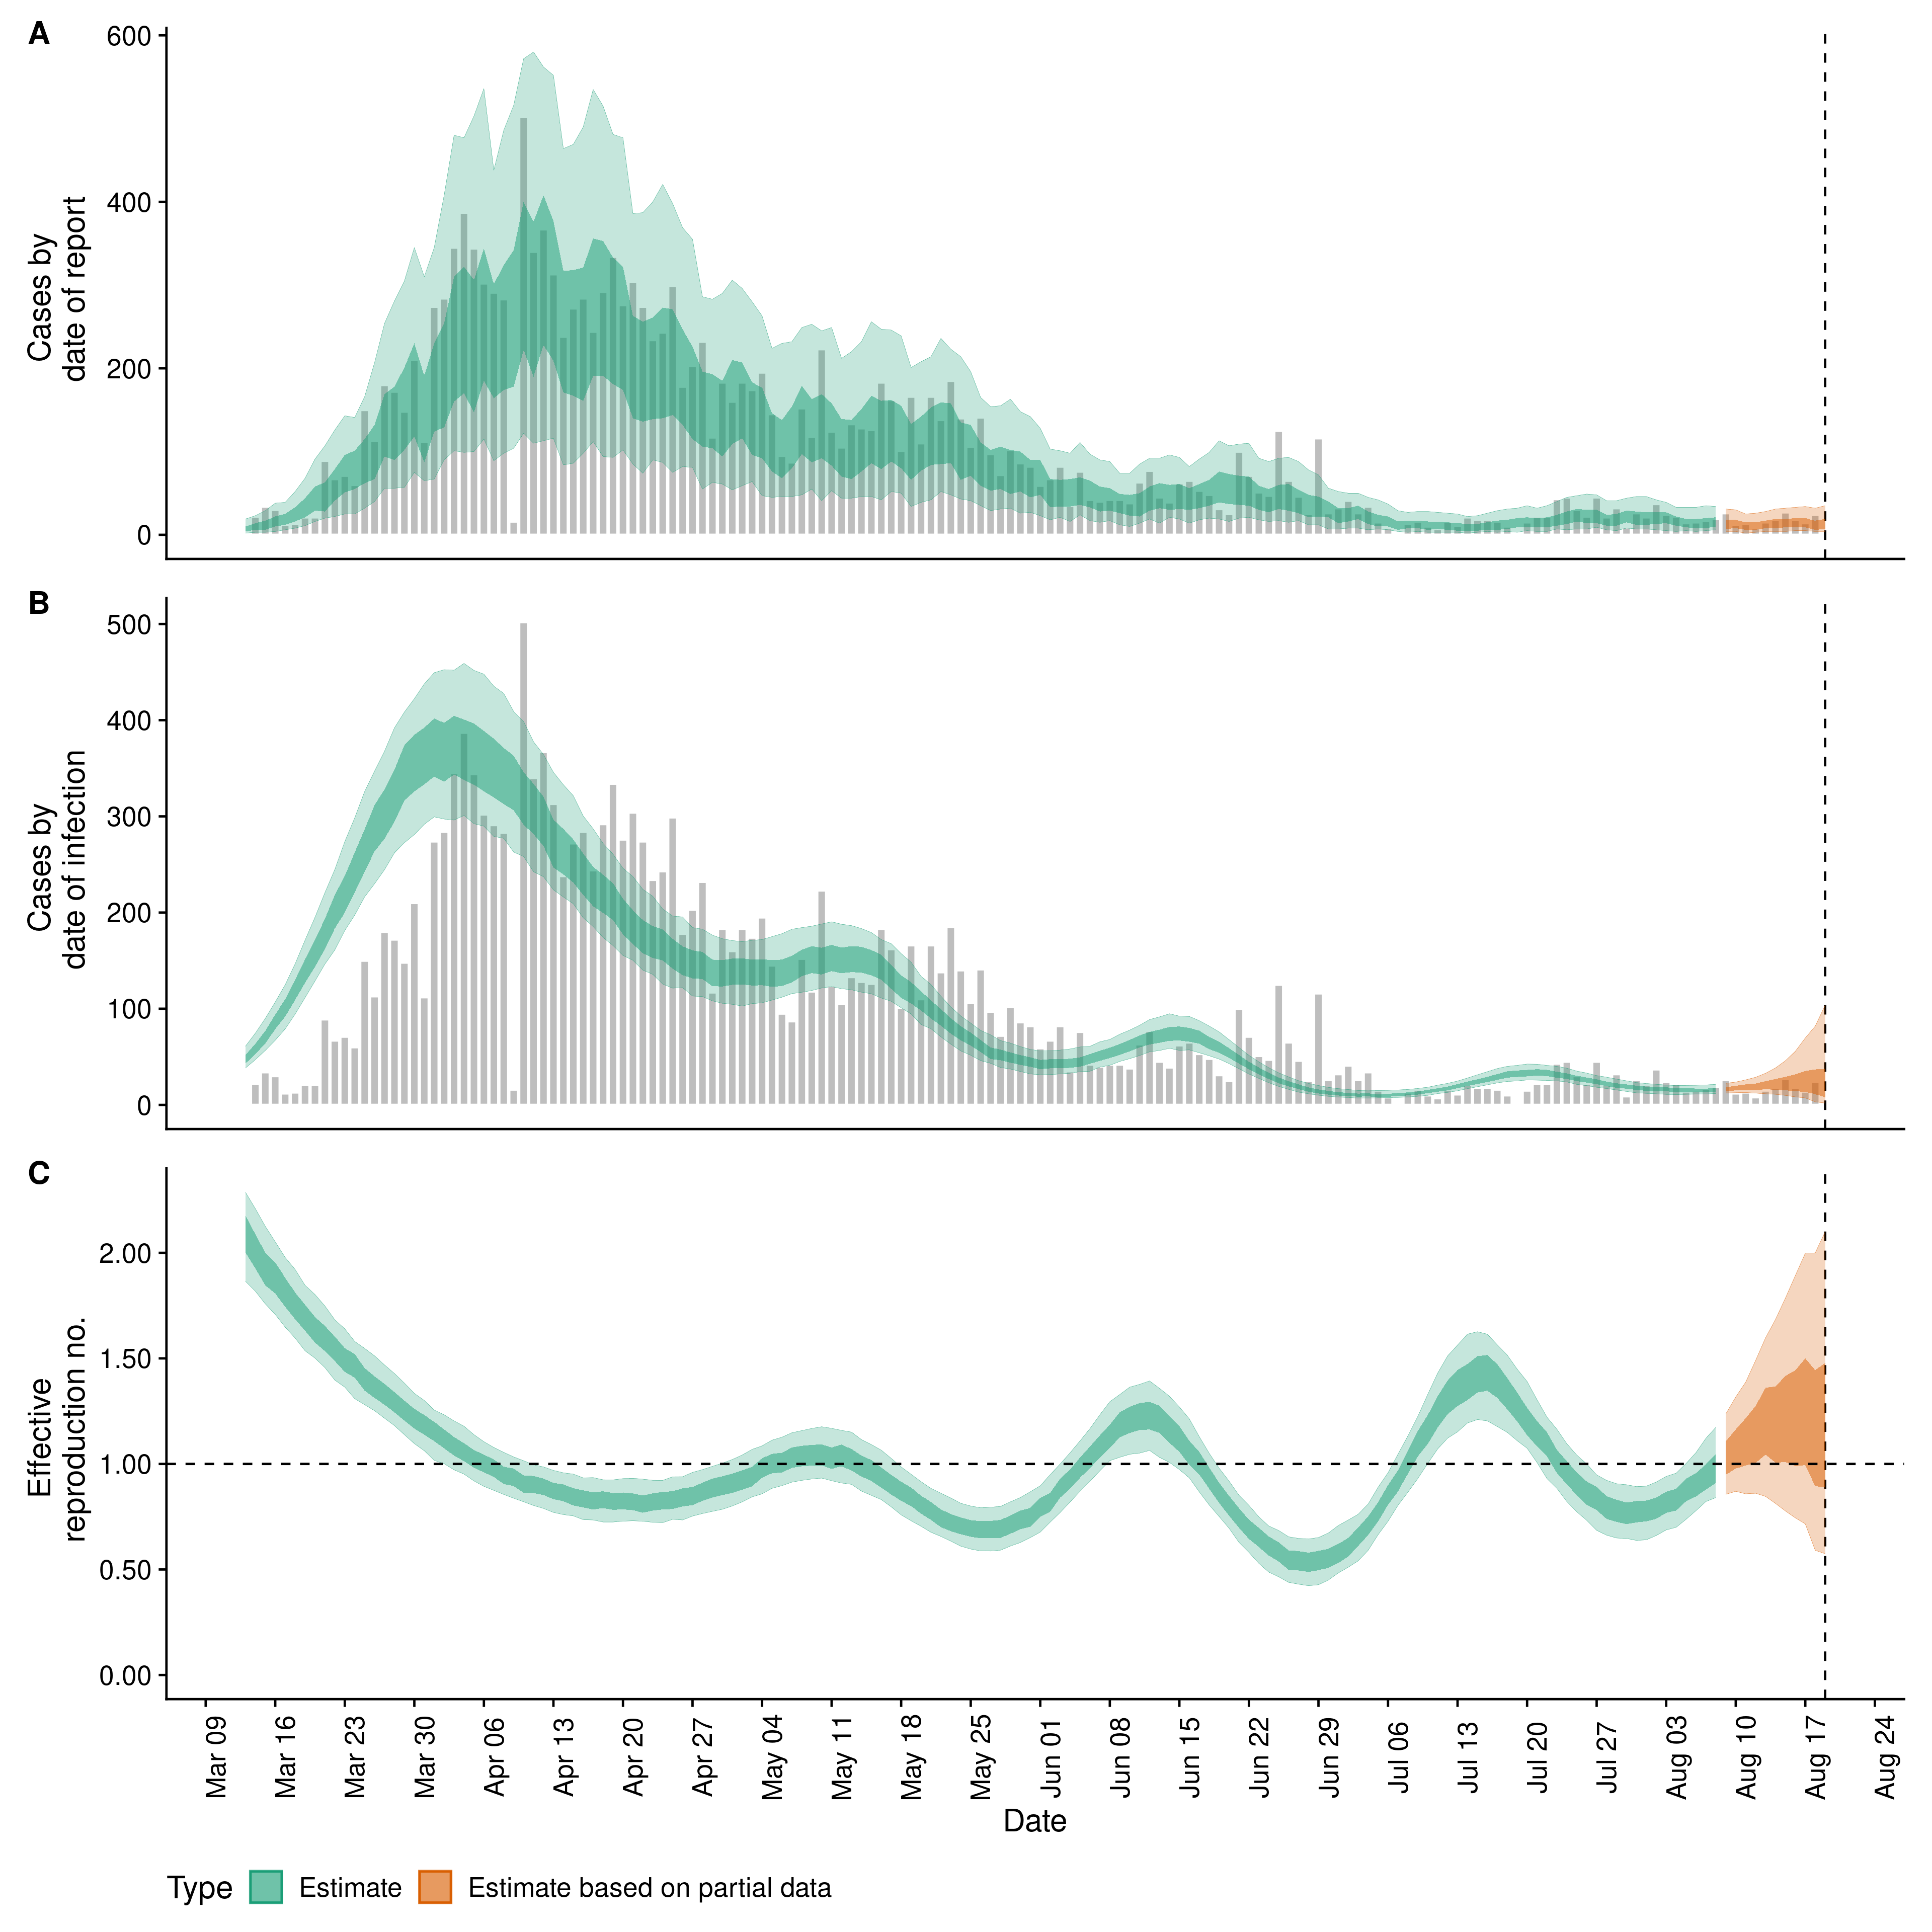 A
600
400
200
0
Cases by
date of report
B
500
400
300
200
100
0
Cases by
date of infection
C
2.00
1.50
1.00
0.50
0.00
Effective
reproduction no.
Mar 09
Mar 16
Mar 23
Mar 30
Apr 06
Apr 13
Apr 20
Apr 27
May 04
May 11
May 18
May 25
Jun 01
Jun 08
Jun 15
Jun 22
Jun 29
Jul 06
Jul 13
Jul 20
Jul 27
Aug 03
Aug 10
Aug 17
Aug 24
Date
Type Estimate Estimate based on partial data